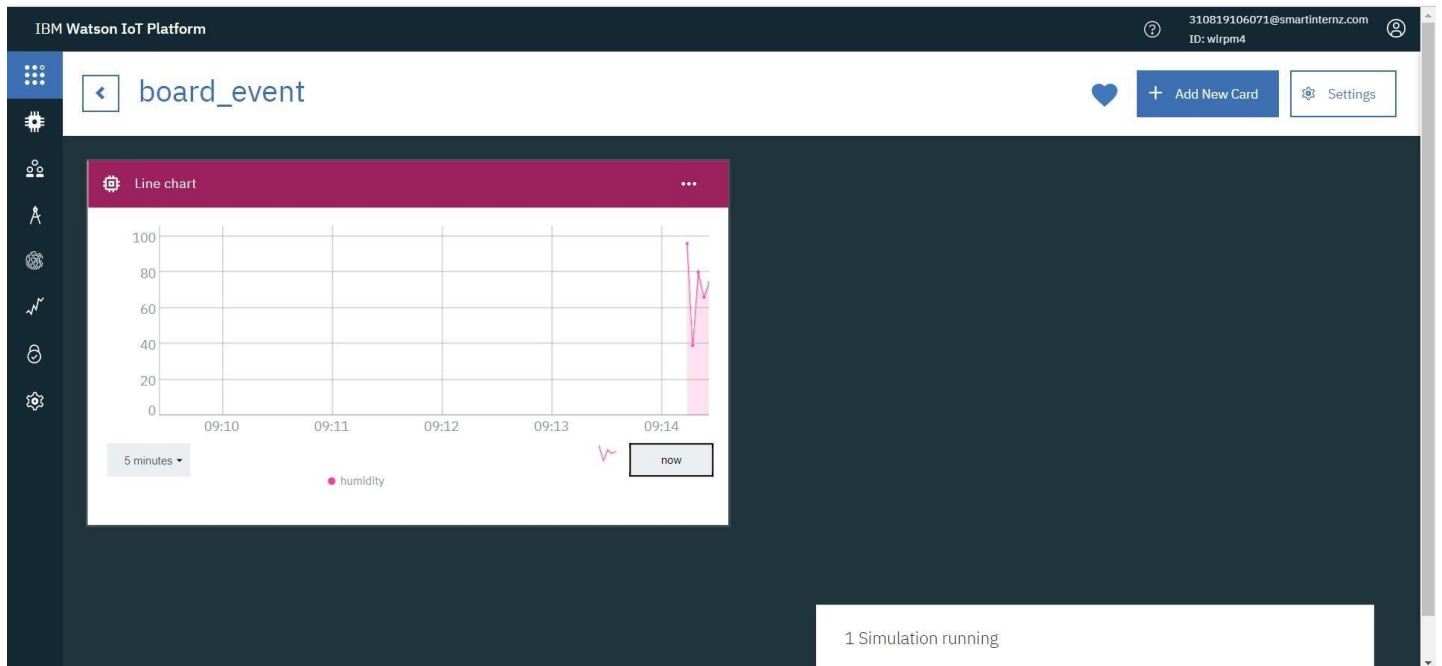 IBM Watson IoT Platform
310819106071@smartinternz.com
ID: wlrpm4
board_event
+ Add New Card
Settings
Line chart
100
80
60
40
20
0
09:10 09:11 09:12 09:13 09:14
5 minutes
now
humidity
1 Simulation running